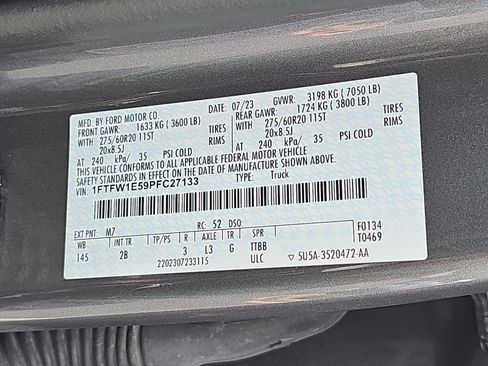 MFD. BY FORD MOTOR CO.
DATE: 07/23 GVWR: 3198 KG (7050 LB)
FRONT GAWR: 1633 KG (3600 LB) REAR GAWR: 1724 KG (3800 LB)
WITH: 275/60R20 115T TIRES WITH: 275/60R20 115T TIRES
20x8.5J RIMS 20x8.5J RIMS
AT 240 kPa/ 35 PSI COLD AT 240 kPa/ 35 PSI COLD
THIS VEHICLE CONFORMS TO ALL APPLICABLE FEDERAL MOTOR VEHICLE SAFETY
STANDARDS IN EFFECT ON THE DATE OF MANUFACTURE SHOWN ABOVE.
VIN: 1FTFW1E59PFC27133 TYPE: Truck
EXT PNT: M7 RC: 52 DSO: F0134
WB INT TR TP/PS R AXLE TR SPR T0469
145 2B 3 L3 G TTBB
2202307233115 ULC 5U5A-3520472-AA